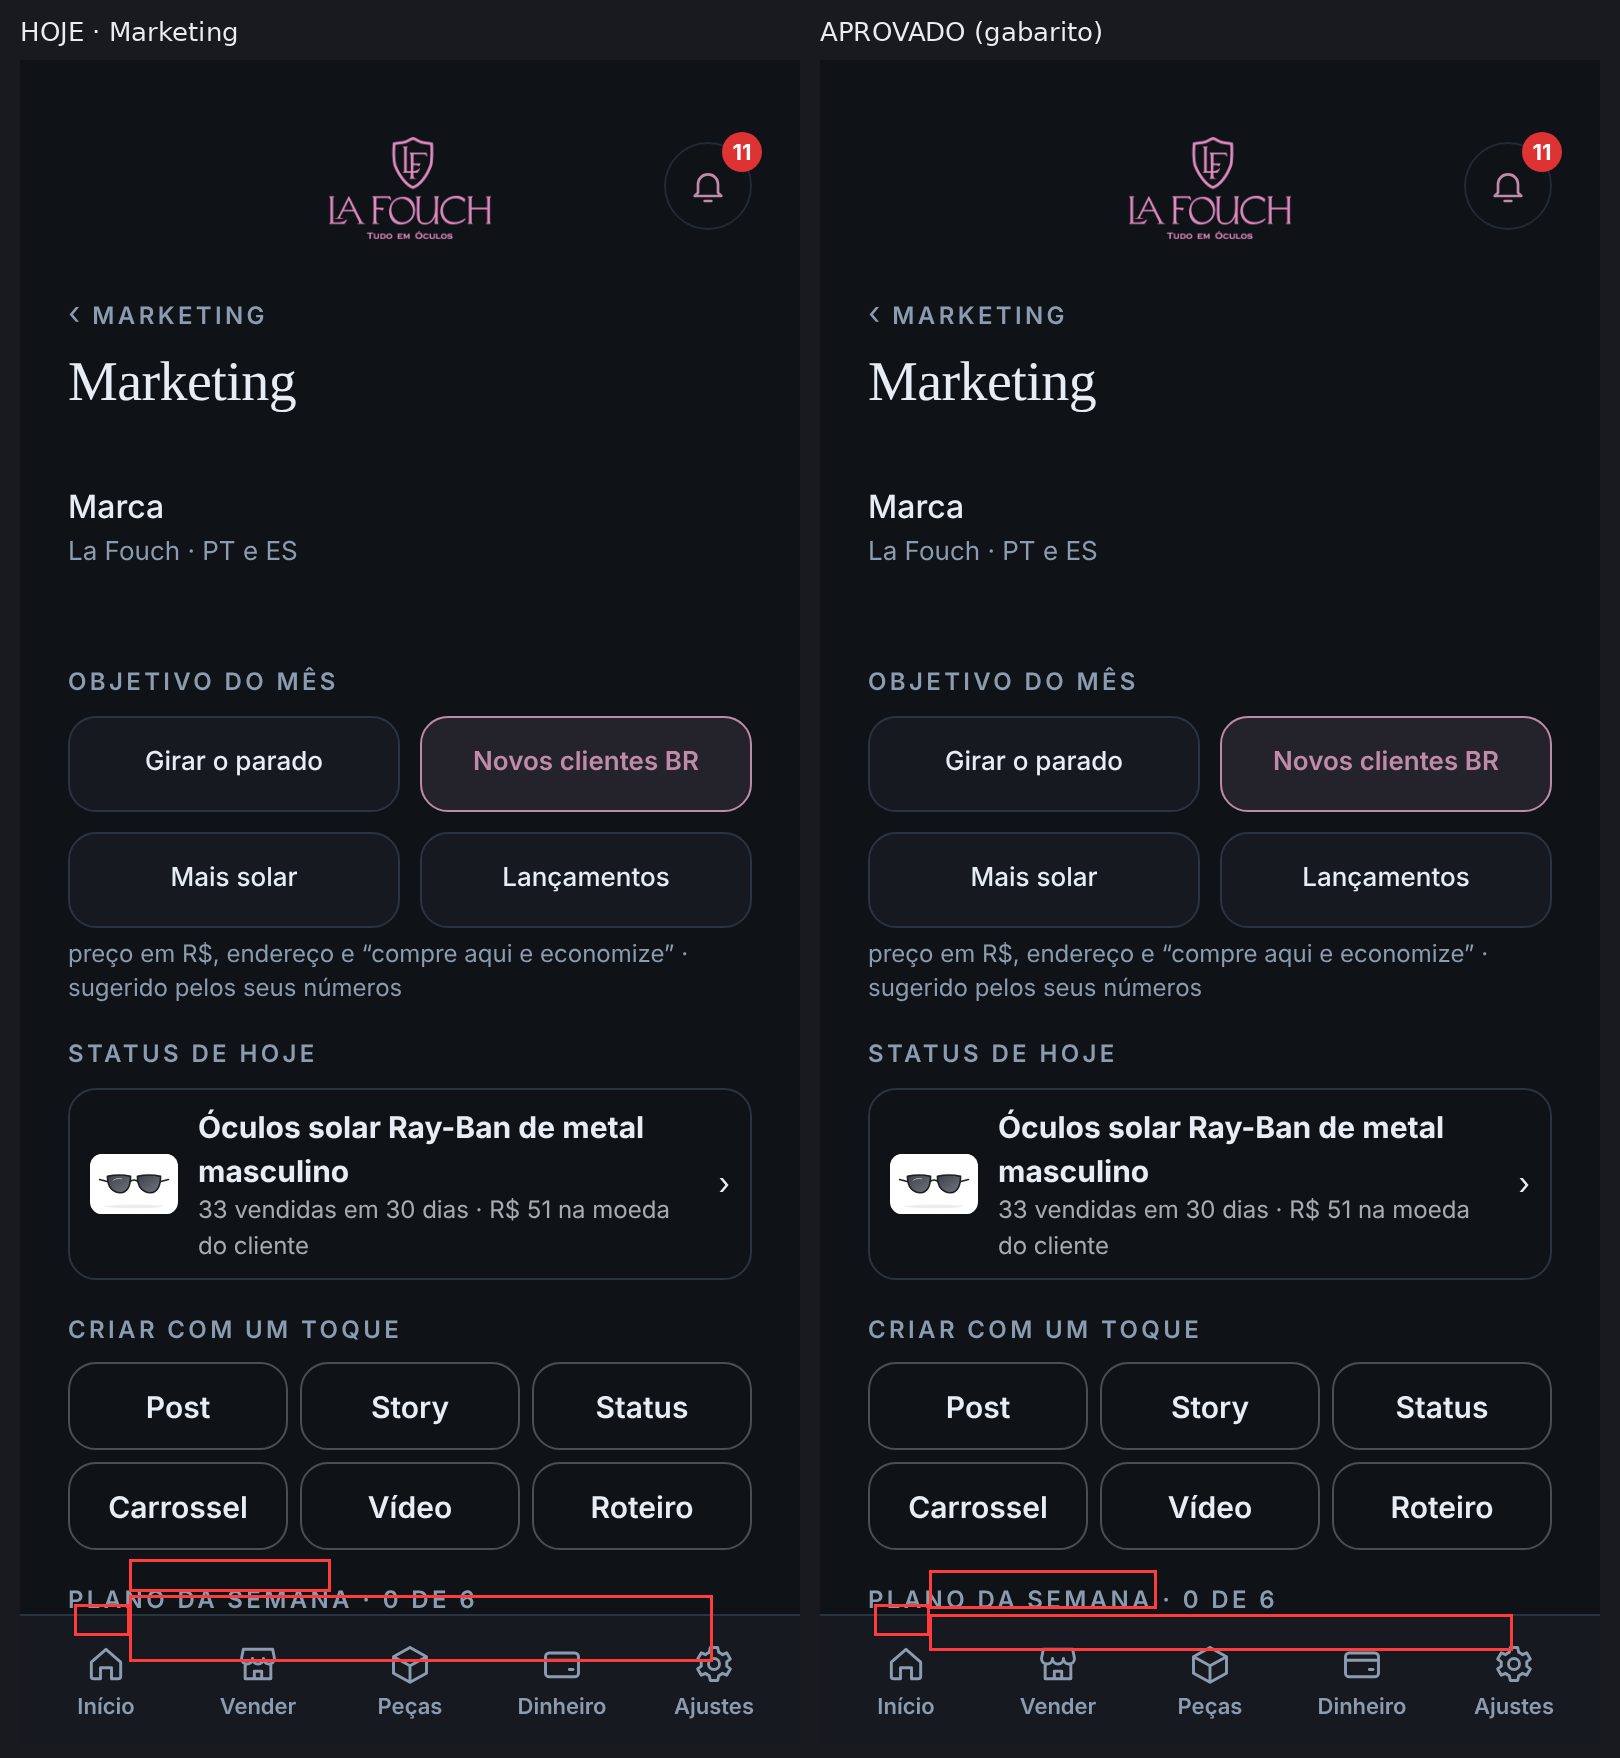 HOJE · Marketing
LF
LA FOUCH
TUDO EM ÓCULOS
11
‹ MARKETING
Marketing
Marca
La Fouch · PT e ES
OBJETIVO DO MÊS
Girar o parado
Novos clientes BR
Mais solar
Lançamentos
preço em R$, endereço e “compre aqui e economize” ·
sugerido pelos seus números
STATUS DE HOJE
Óculos solar Ray-Ban de metal
masculino
33 vendidas em 30 dias · R$ 51 na moeda
do cliente
›
CRIAR COM UM TOQUE
Post
Story
Status
Carrossel
Vídeo
Roteiro
PLANO DA SEMANA · 0 DE 6
Início
Vender
Peças
Dinheiro
Ajustes
APROVADO (gabarito)
LF
LA FOUCH
TUDO EM ÓCULOS
11
‹ MARKETING
Marketing
Marca
La Fouch · PT e ES
OBJETIVO DO MÊS
Girar o parado
Novos clientes BR
Mais solar
Lançamentos
preço em R$, endereço e “compre aqui e economize” ·
sugerido pelos seus números
STATUS DE HOJE
Óculos solar Ray-Ban de metal
masculino
33 vendidas em 30 dias · R$ 51 na moeda
do cliente
›
CRIAR COM UM TOQUE
Post
Story
Status
Carrossel
Vídeo
Roteiro
PLANO DA SEMANA · 0 DE 6
Início
Vender
Peças
Dinheiro
Ajustes